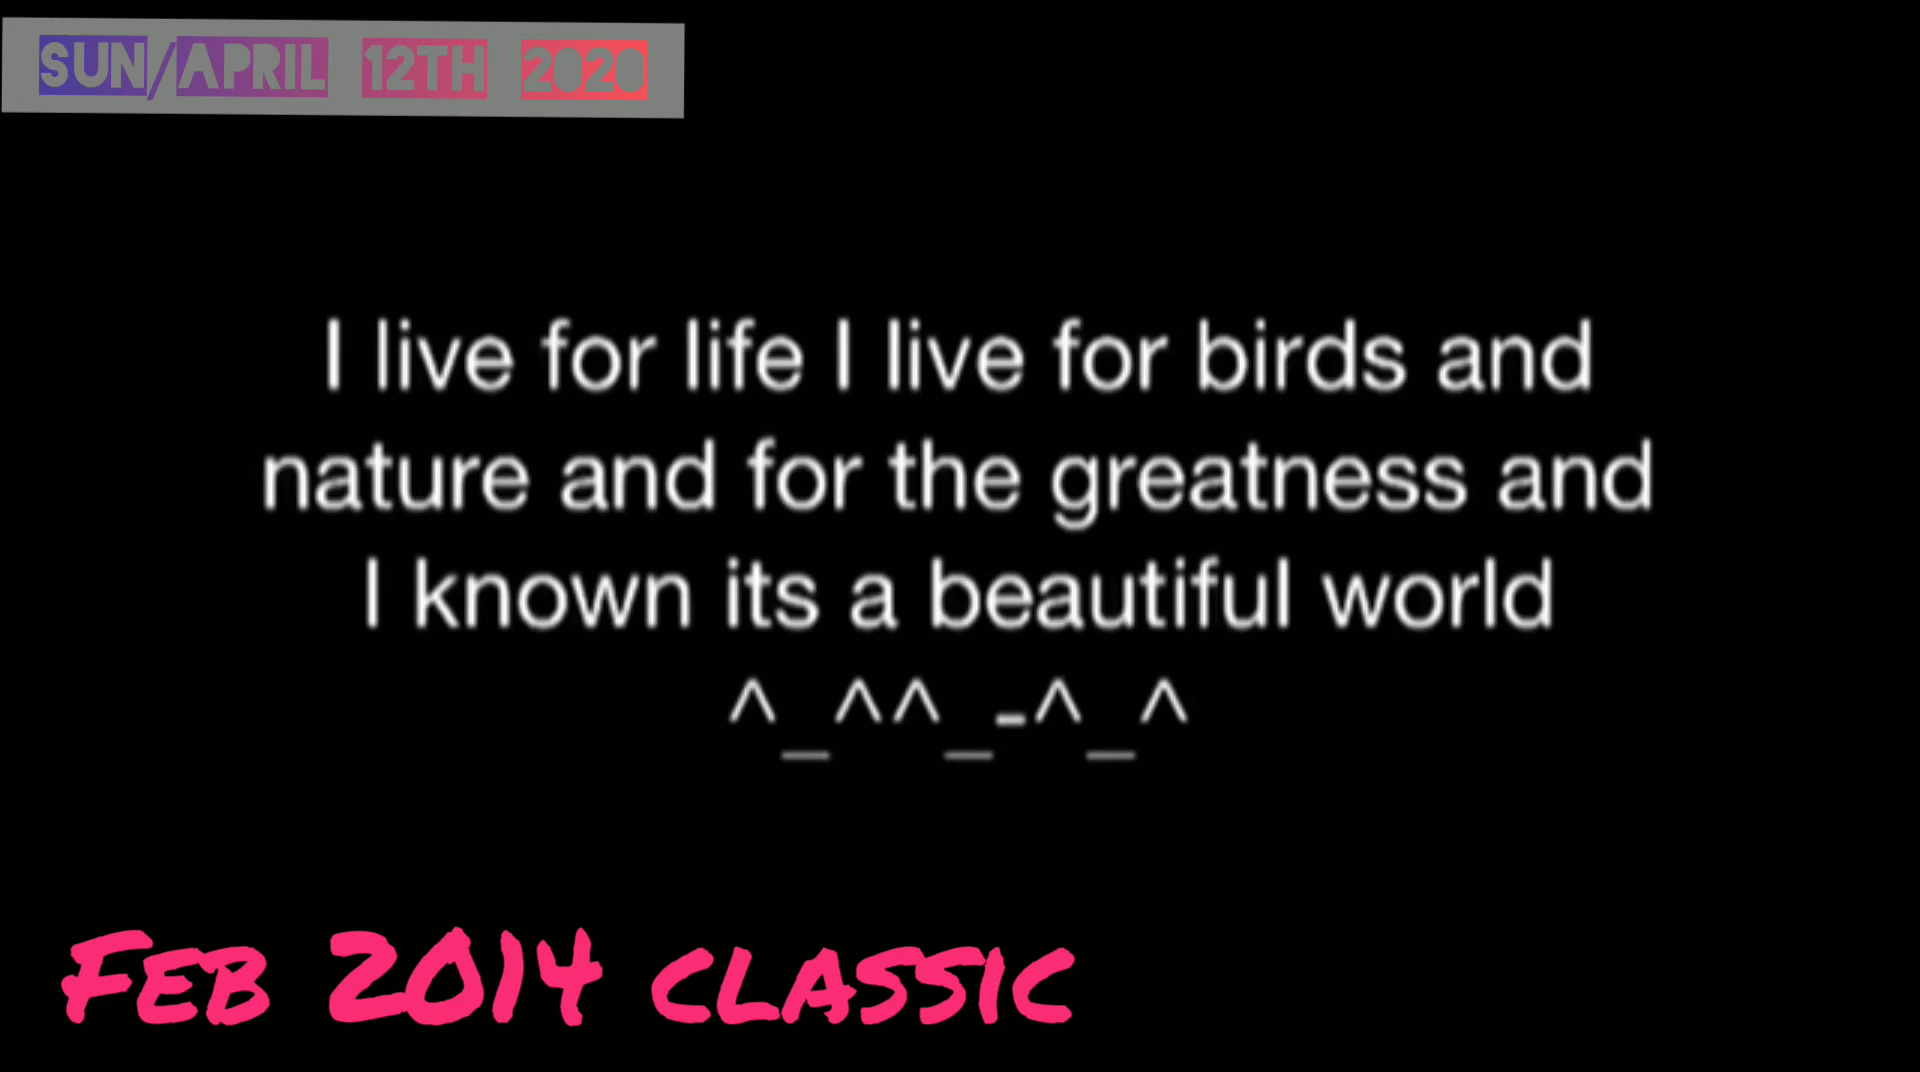 SUN/APRIL 12TH 2020
I live for life I live for birds and
nature and for the greatness and
I known its a beautiful world
^_^^_-^_^
FEB 2014 CLASSIC